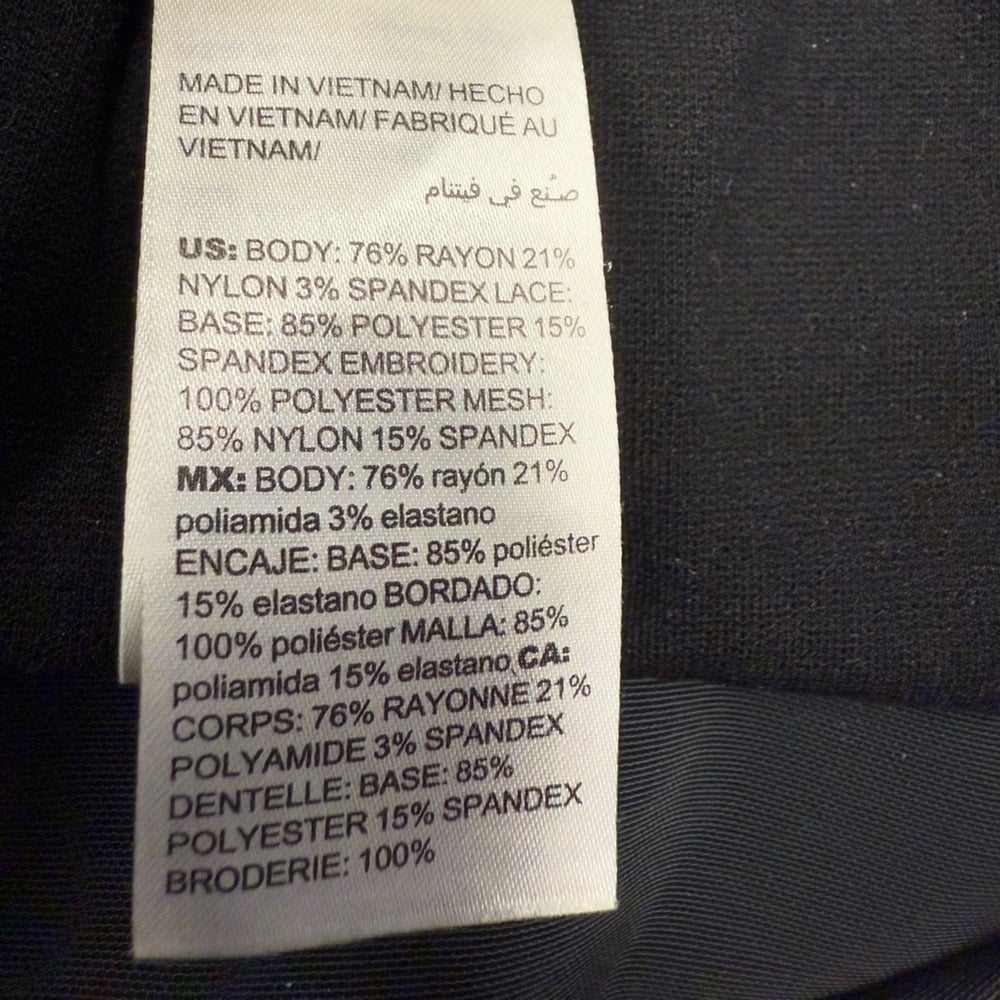 MADE IN VIETNAM/ HECHO
EN VIETNAM/ FABRIQUÉ AU
VIETNAM/
صُنع في فيتنام
US: BODY: 76% RAYON 21%
NYLON 3% SPANDEX LACE:
BASE: 85% POLYESTER 15%
SPANDEX EMBROIDERY:
100% POLYESTER MESH:
85% NYLON 15% SPANDEX
MX: BODY: 76% rayón 21%
poliamida 3% elastano
ENCAJE: BASE: 85% poliéster
15% elastano BORDADO:
100% poliéster MALLA: 85%
poliamida 15% elastano CA:
CORPS: 76% RAYONNE 21%
POLYAMIDE 3% SPANDEX
DENTELLE: BASE: 85%
POLYESTER 15% SPANDEX
BRODERIE: 100%